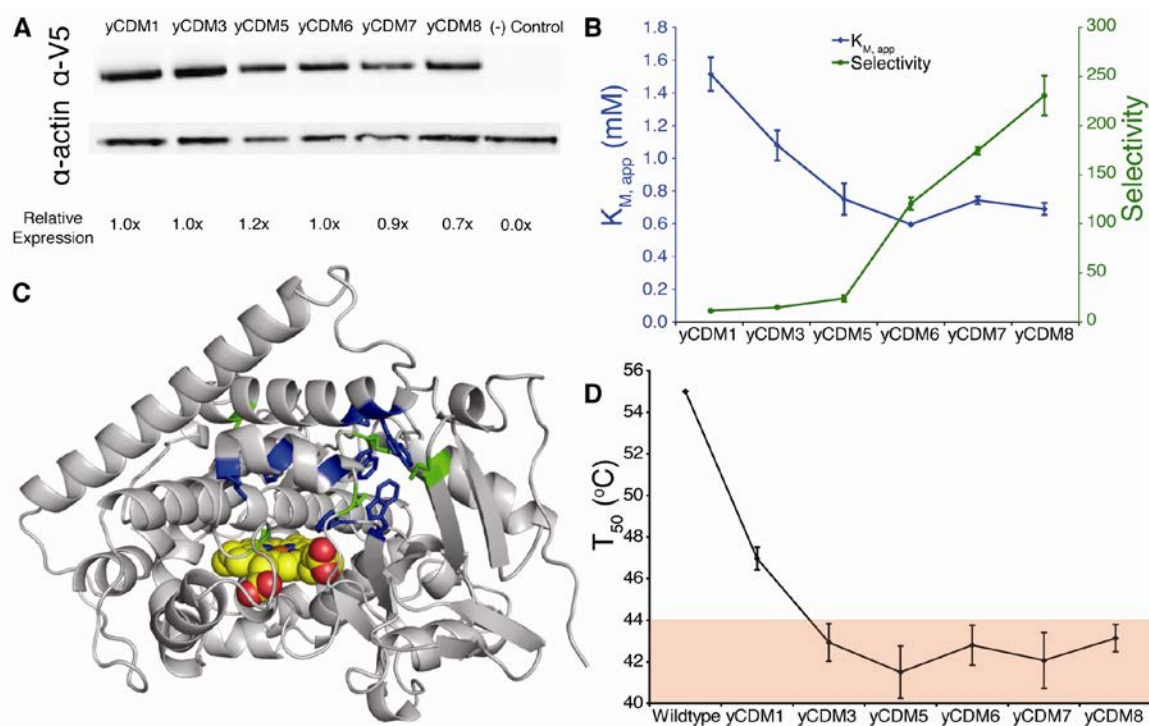 A
yCDM1 yCDM3 yCDM5 yCDM6 yCDM7 yCDM8 (-) Control
α-V5
α-actin
Relative
Expression
1.0x 1.0x 1.2x 1.0x 0.9x 0.7x 0.0x
B
K M, app
Selectivity
K M, app (mM)
1.8
1.6
1.4
1.2
1.0
0.8
0.6
0.4
0.2
0.0
300
250
200
150
100
50
0
Selectivity
yCDM1 yCDM3 yCDM5 yCDM6 yCDM7 yCDM8
C
D
T50 (°C)
56
54
52
50
48
46
44
42
40
Wildtype yCDM1 yCDM3 yCDM5 yCDM6 yCDM7 yCDM8